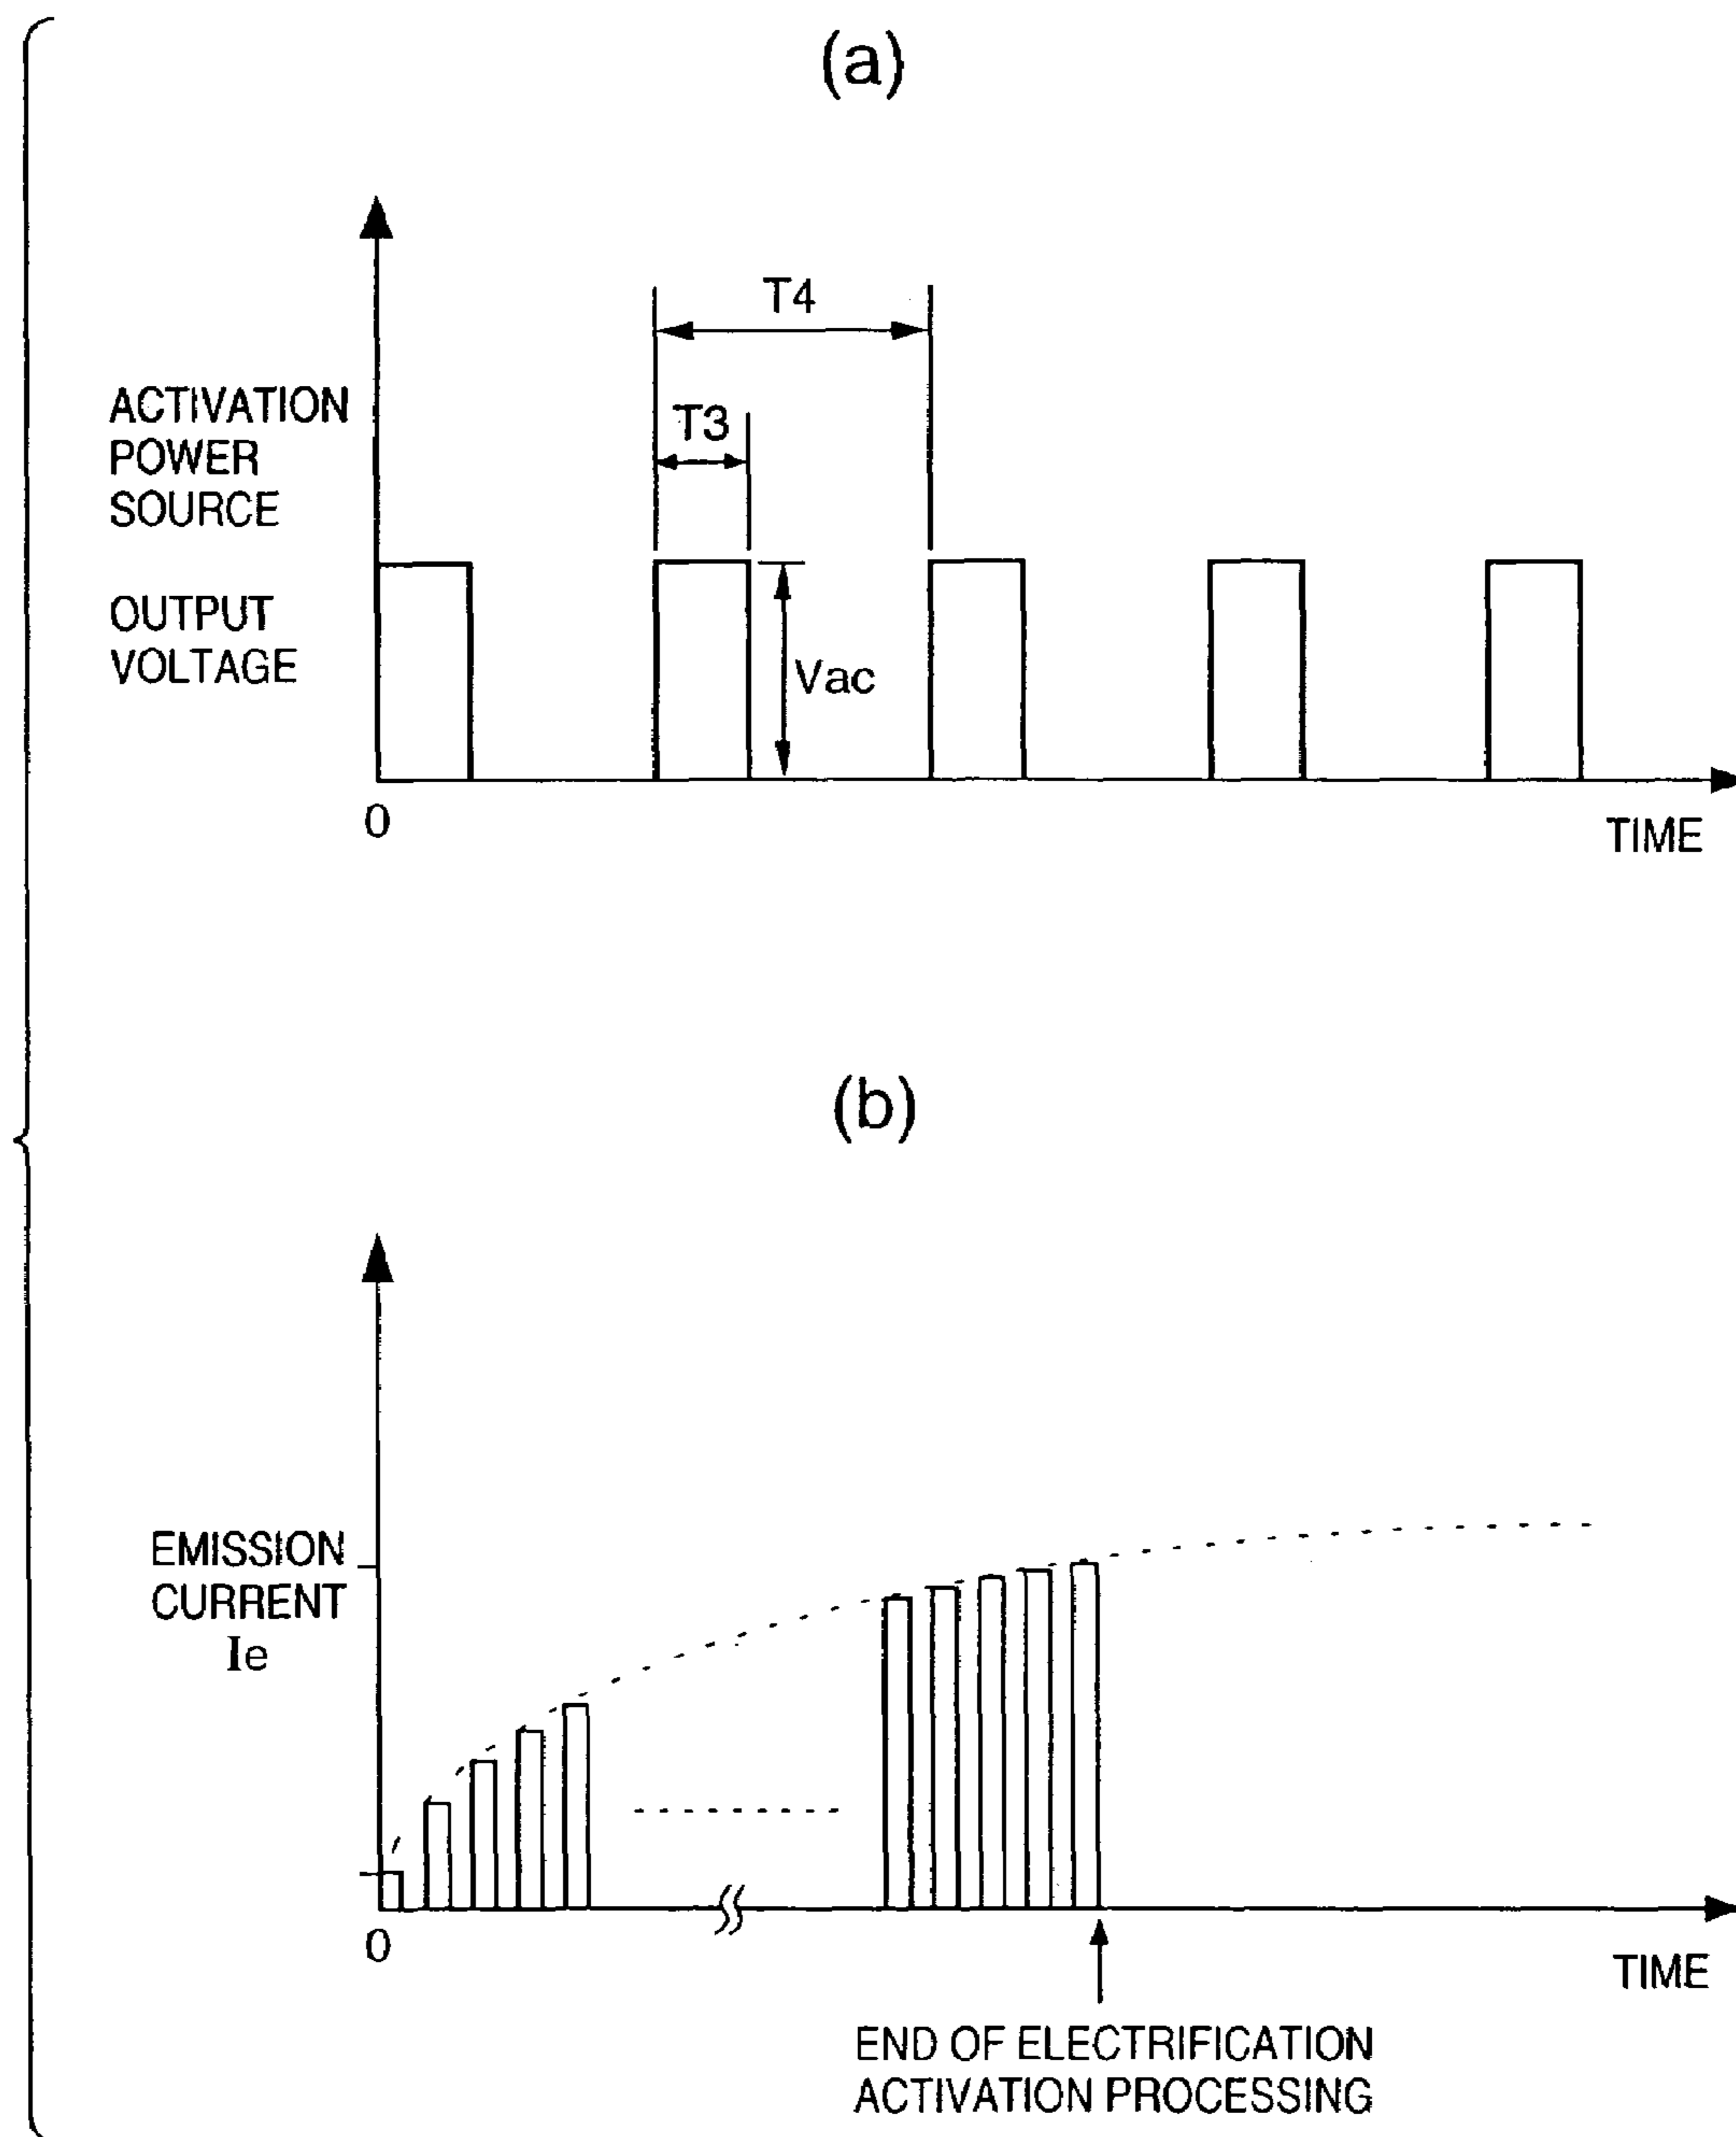 (a)
T4
T3
ACTIVATION
POWER
SOURCE
OUTPUT
VOLTAGE
Vac
0
TIME
(b)
EMISSION
CURRENT
Ie
0
TIME
END OF ELECTRIFICATION
ACTIVATION PROCESSING